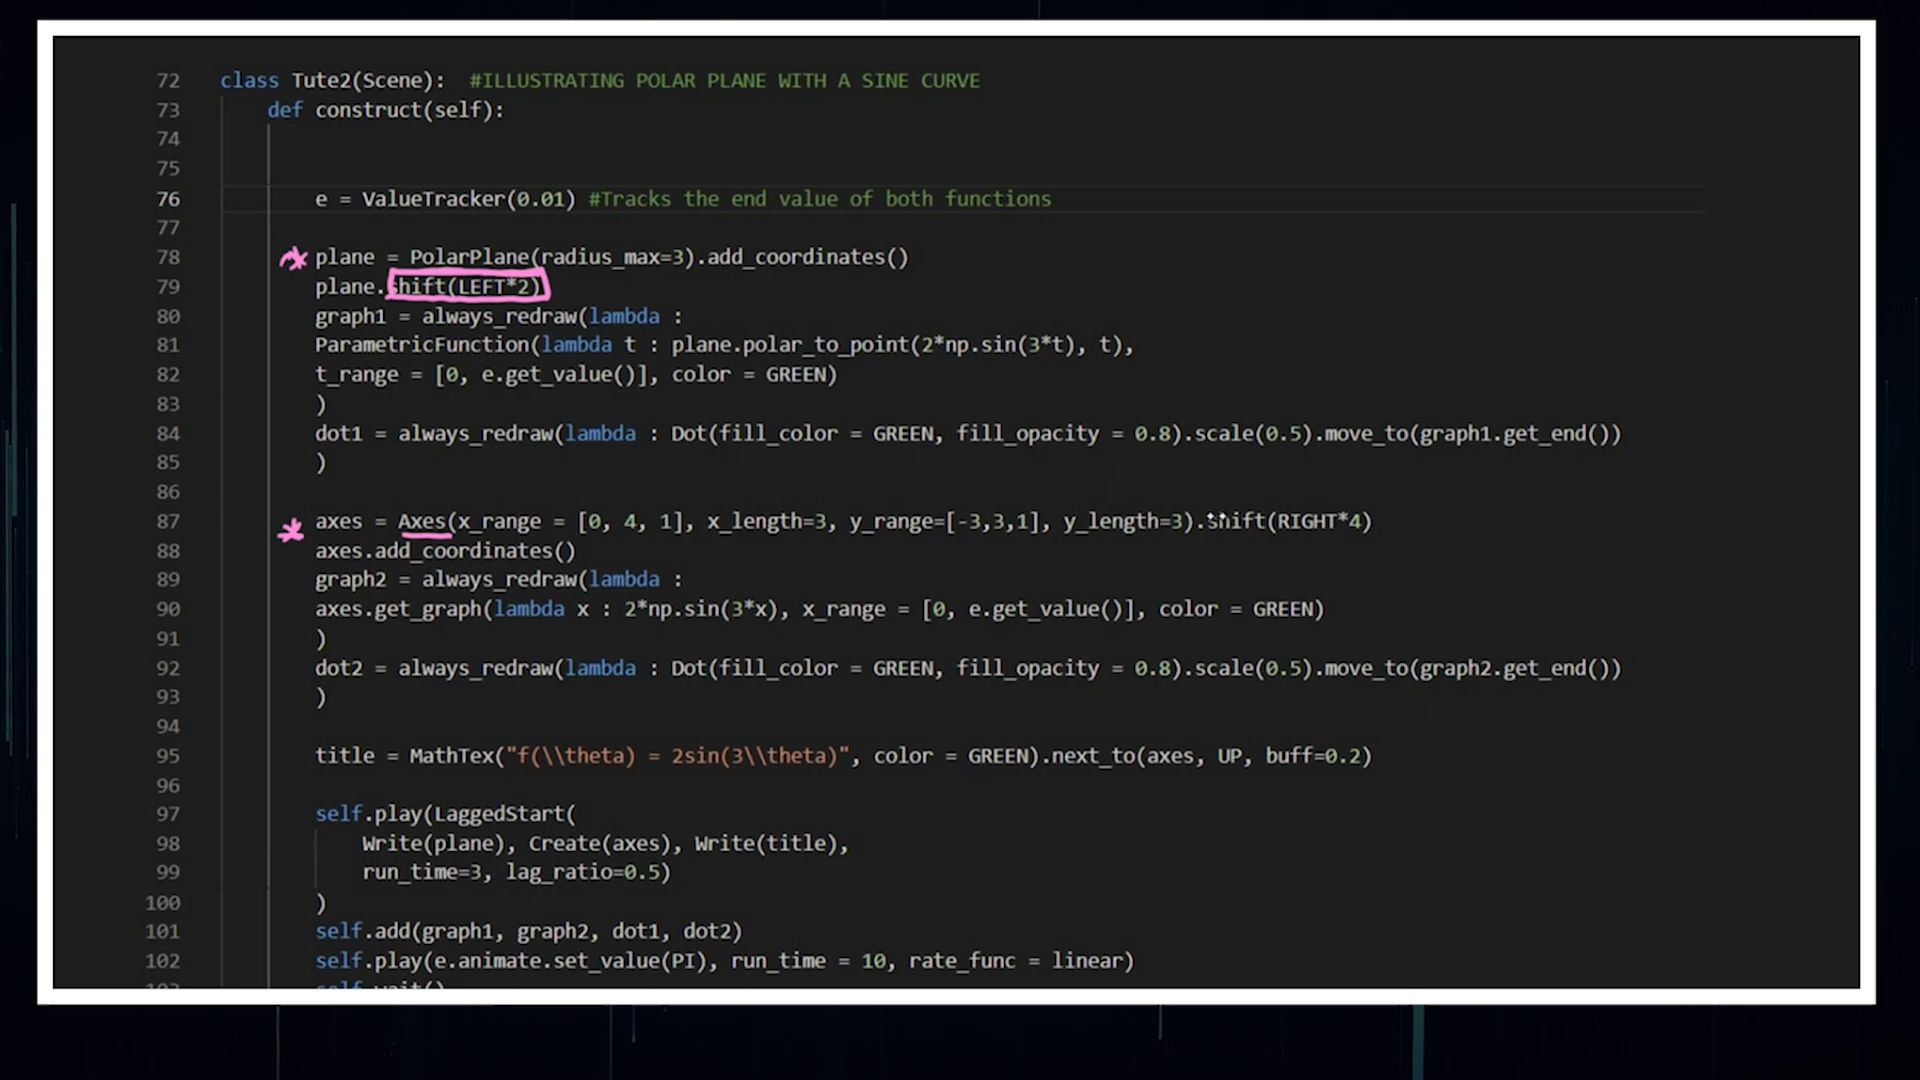 72 class Tute2(Scene): #ILLUSTRATING POLAR PLANE WITH A SINE CURVE
73 def construct(self):
74
75
76 e = ValueTracker(0.01) #Tracks the end value of both functions
77
78 plane = PolarPlane(radius_max=3).add_coordinates()
79 plane.shift(LEFT*2)
80 graph1 = always_redraw(lambda :
81 ParametricFunction(lambda t : plane.polar_to_point(2*np.sin(3*t), t),
82 t_range = [0, e.get_value()], color = GREEN)
83 )
84 dot1 = always_redraw(lambda : Dot(fill_color = GREEN, fill_opacity = 0.8).scale(0.5).move_to(graph1.get_end())
85 )
86
87 axes = Axes(x_range = [0, 4, 1], x_length=3, y_range=[-3,3,1], y_length=3).shift(RIGHT*4)
88 axes.add_coordinates()
89 graph2 = always_redraw(lambda :
90 axes.get_graph(lambda x : 2*np.sin(3*x), x_range = [0, e.get_value()], color = GREEN)
91 )
92 dot2 = always_redraw(lambda : Dot(fill_color = GREEN, fill_opacity = 0.8).scale(0.5).move_to(graph2.get_end())
93 )
94
95 title = MathTex("f(\\theta) = 2sin(3\\theta)", color = GREEN).next_to(axes, UP, buff=0.2)
96
97 self.play(LaggedStart(
98 Write(plane), Create(axes), Write(title),
99 run_time=3, lag_ratio=0.5)
100 )
101 self.add(graph1, graph2, dot1, dot2)
102 self.play(e.animate.set_value(PI), run_time = 10, rate_func = linear)
103 self.wait()